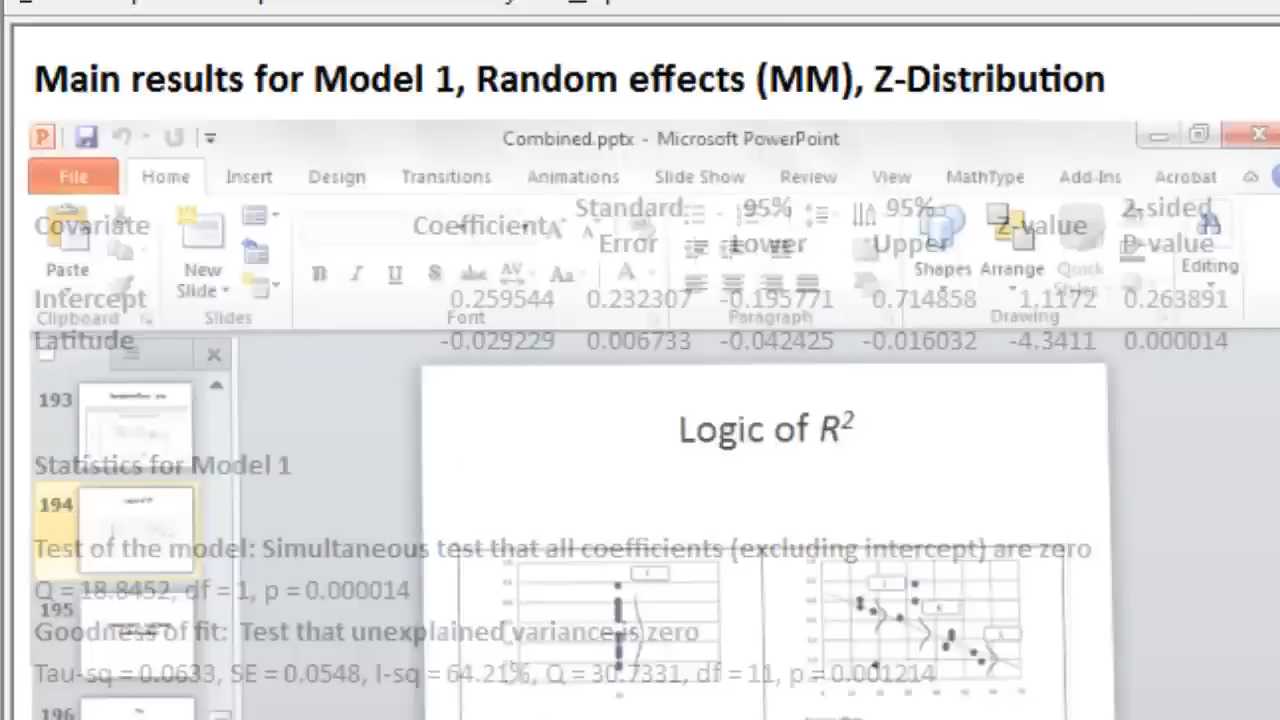 Main results for Model 1, Random effects (MM), Z-Distribution
Combined.pptx - Microsoft PowerPoint
File Home Insert Design Transitions Animations Slide Show Review View MathType Add-Ins Acrobat
Covariate Coefficient Standard Error 95% Lower 95% Upper Z-value 2-sided P-value
Paste New Slide Shapes Arrange Quick Styles Editing
Intercept 0.259544 0.232307 -0.195771 0.714858 1.1172 0.263891
Clipboard Slides Font Paragraph Drawing
Latitude -0.029229 0.006733 -0.042425 -0.016032 -4.3411 0.000014
193
Logic of R²
Statistics for Model 1
194
Test of the model: Simultaneous test that all coefficients (excluding intercept) are zero
Q = 18.8452, df = 1, p = 0.000014
195
Goodness of fit: Test that unexplained variance is zero
Tau-sq = 0.0633, SE = 0.0548, I-sq = 64.21%, Q = 30.7331, df = 11, p = 0.001214
196